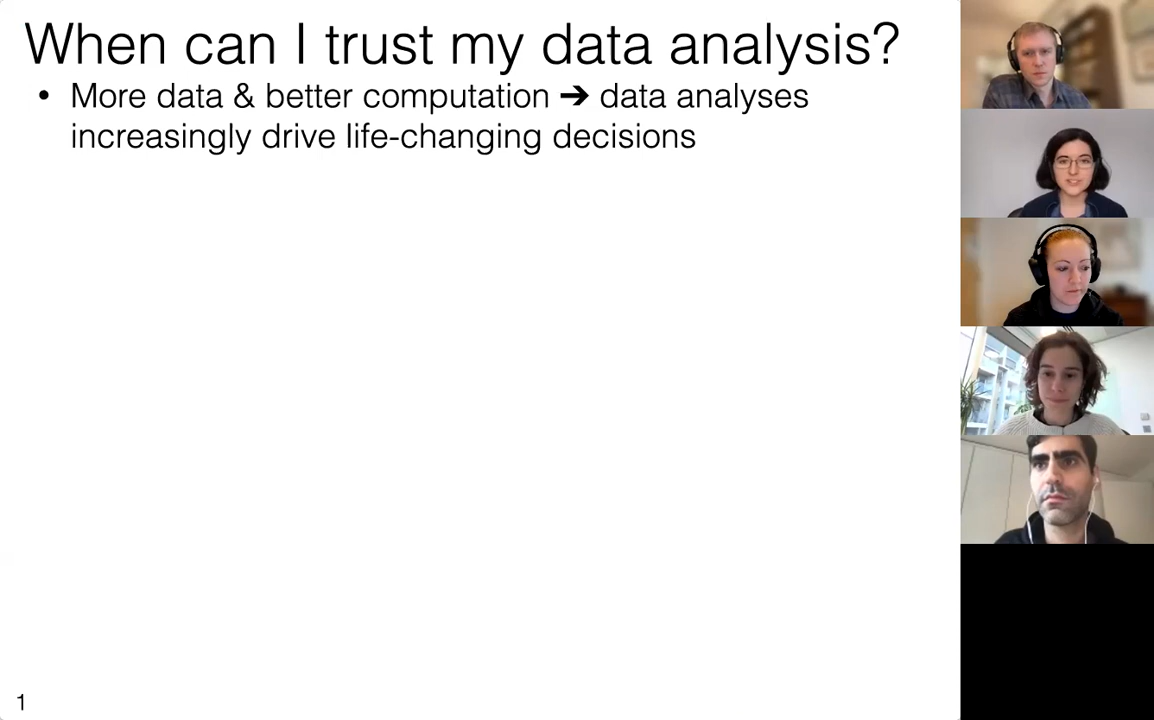 When can I trust my data analysis?
• More data & better computation ➔ data analyses
increasingly drive life-changing decisions
1